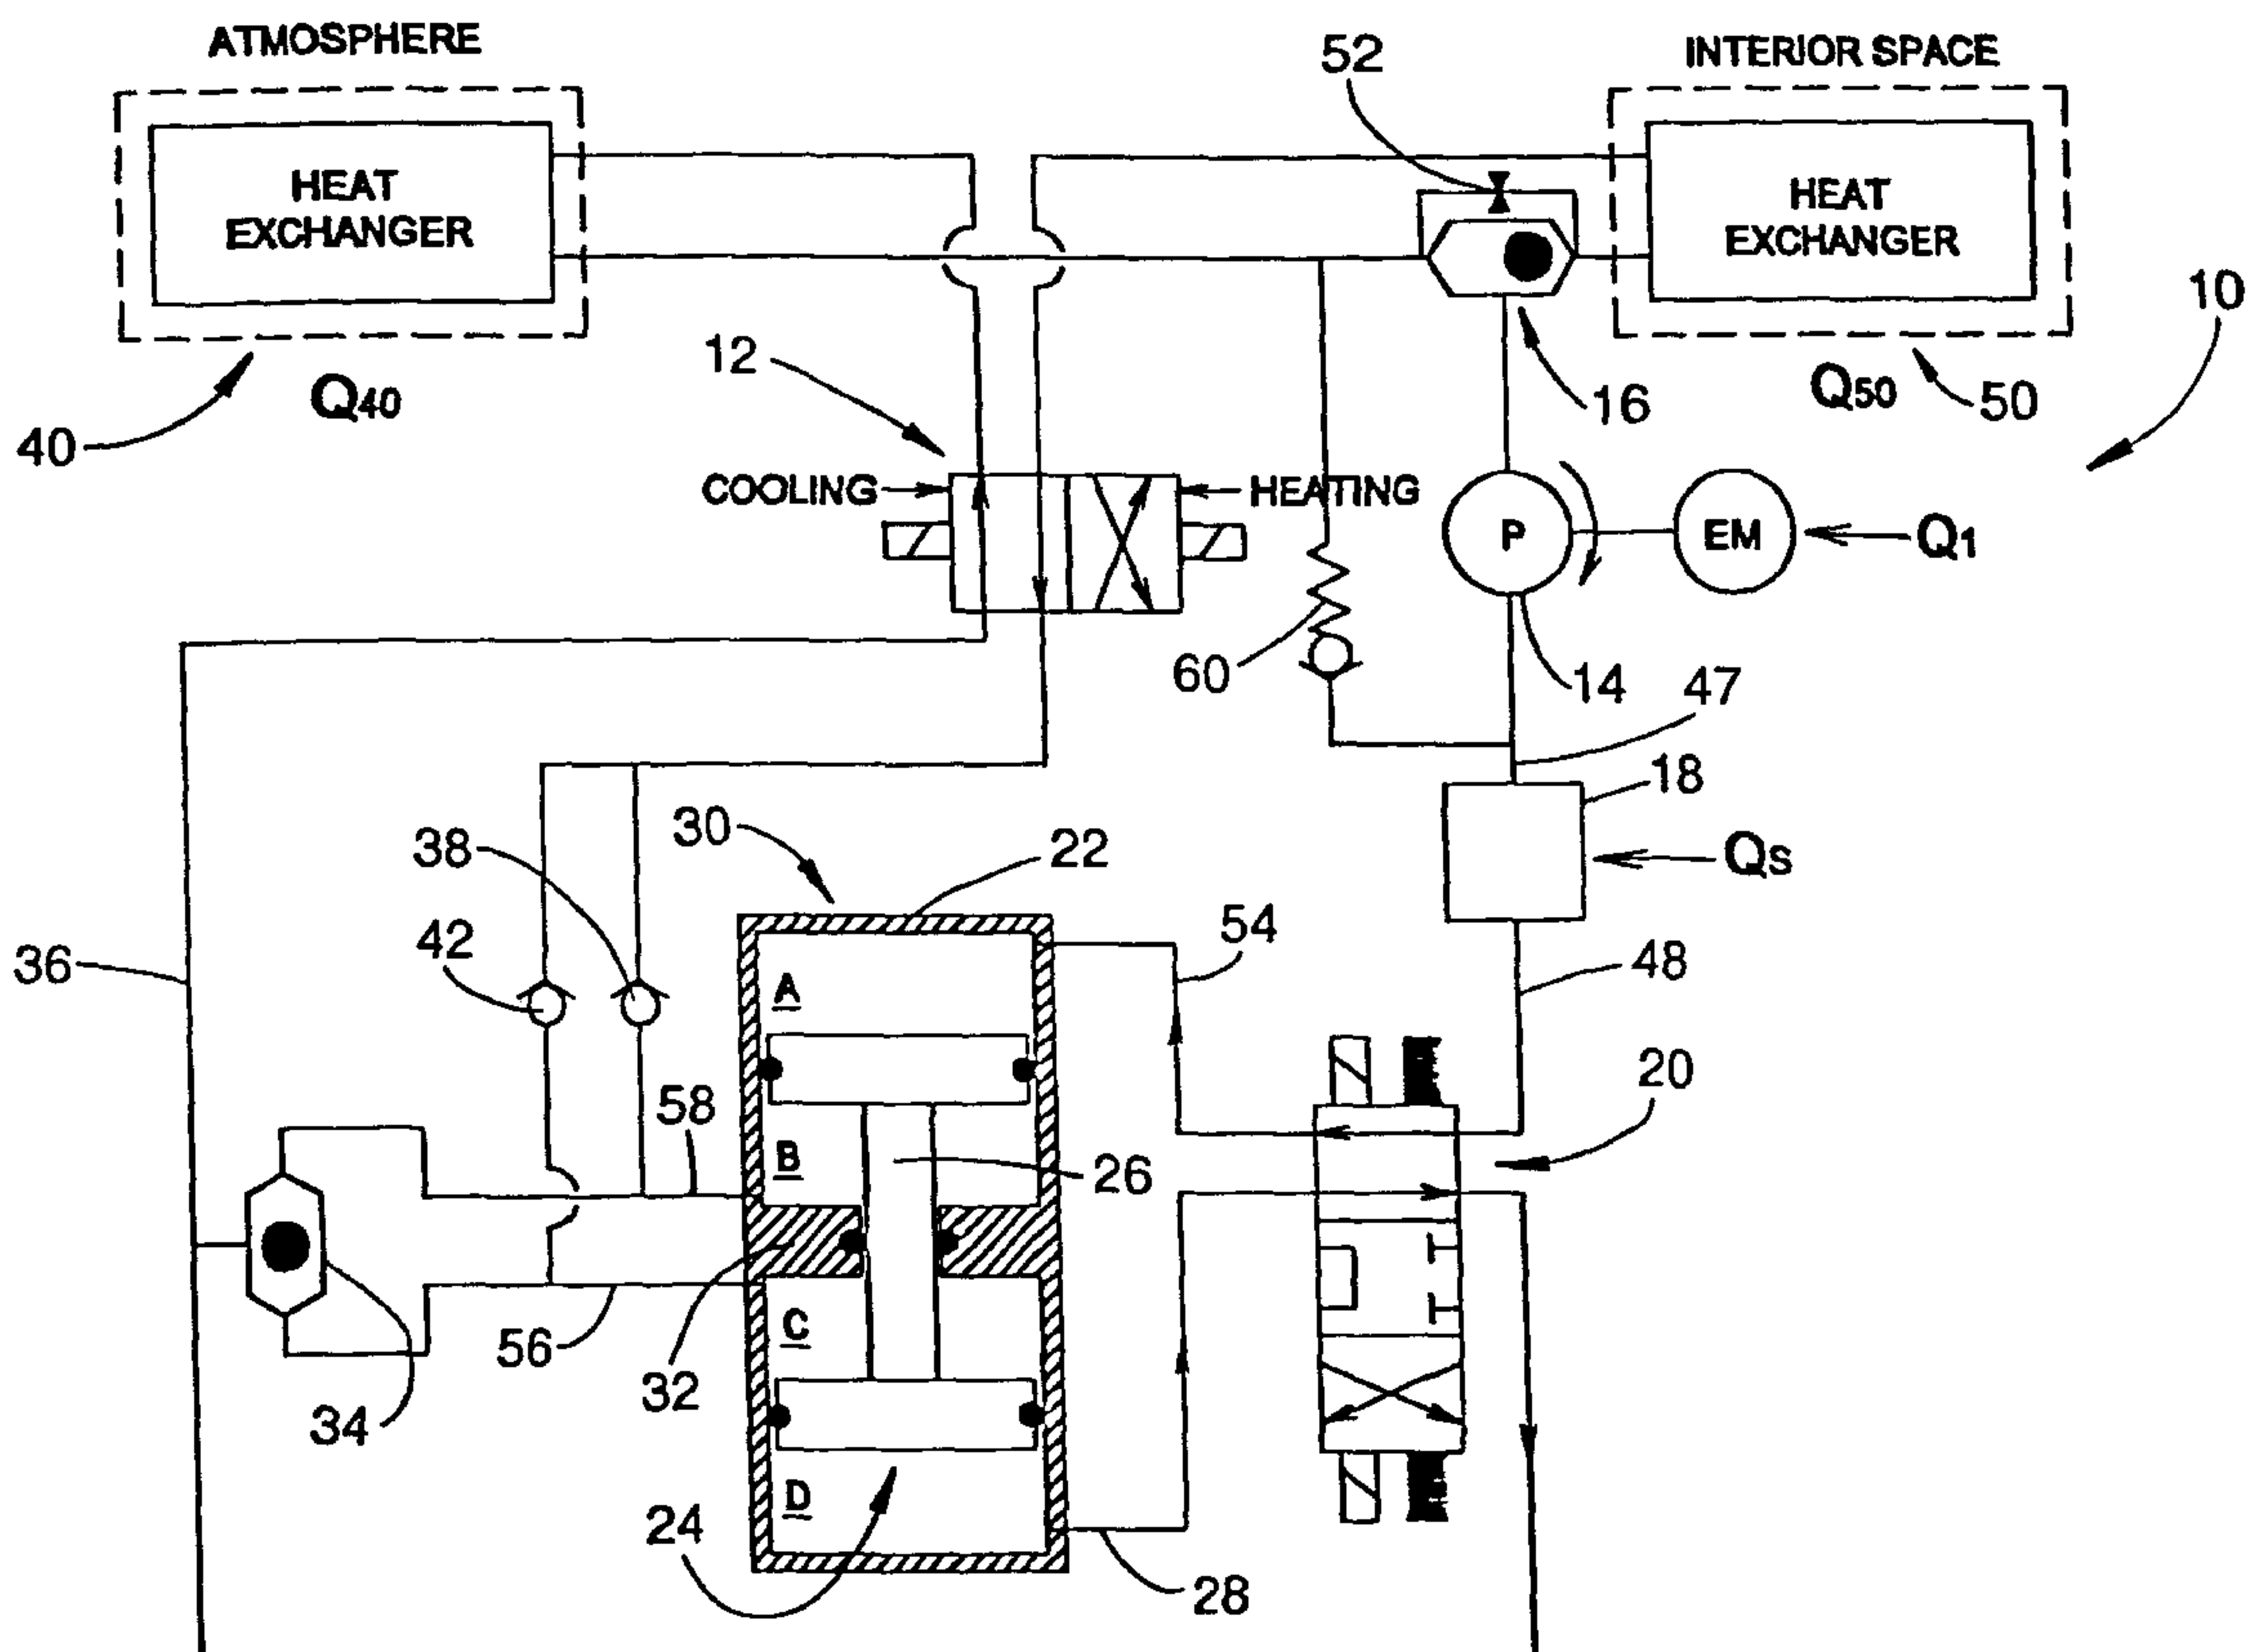 ATMOSPHERE
52
INTERIOR SPACE
HEAT
EXCHANGER
HEAT
EXCHANGER
10
12
40
Q40
16
Q50
50
COOLING
HEATING
P
EM
Q1
60
14
47
18
38
30
22
QS
42
54
36
48
A
20
58
B
26
C
56
32
34
D
24
28